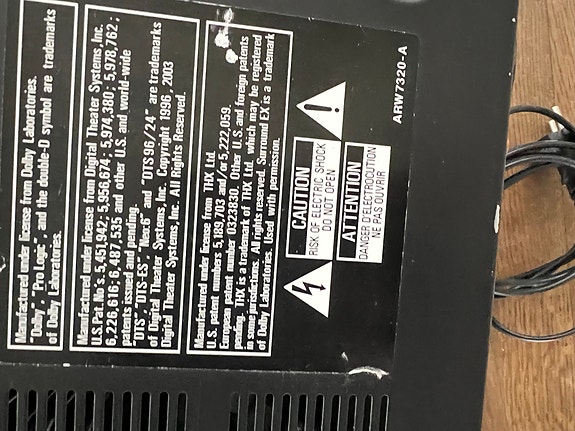 Manufactured under license from Dolby Laboratories.
"Dolby", "Pro Logic", and the double-D symbol are trademarks
of Dolby Laboratories.
Manufactured under license from Digital Theater Systems, Inc.
U.S. Pat. No's. 5,451,942; 5,956,674; 5,974,380; 5,978,762;
6,226,616; 6,487,535 and other U.S. and world-wide
patents issued and pending.
"DTS", "DTS-ES", "Neo:6" and "DTS 96/24" are trademarks
of Digital Theater Systems, Inc. Copyright 1996, 2003
Digital Theater Systems, Inc. All Rights Reserved.
Manufactured under license from THX Ltd.
U.S. patent numbers 5,189,703 and/or 5,222,059.
European patent number 0323830. Other U.S. and foreign patents
pending. THX is a trademark of THX Ltd. which may be registered
in some jurisdictions. All rights reserved. Surround EX is a trademark
of Dolby Laboratories. Used with permission.
CAUTION
RISK OF ELECTRIC SHOCK
DO NOT OPEN
ATTENTION
DANGER D'ELECTROCUTION
NE PAS OUVRIR
ARW7320-A